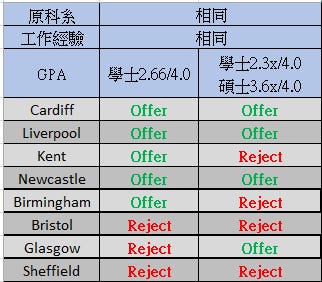 原科系 相同
工作經驗 相同
GPA 學士2.66/4.0 學士2.3x/4.0
碩士3.6x/4.0
Cardiff Offer Offer
Liverpool Offer Offer
Kent Offer Reject
Newcastle Offer Offer
Birmingham Offer Reject
Bristol Reject Reject
Glasgow Reject Offer
Sheffield Reject Reject